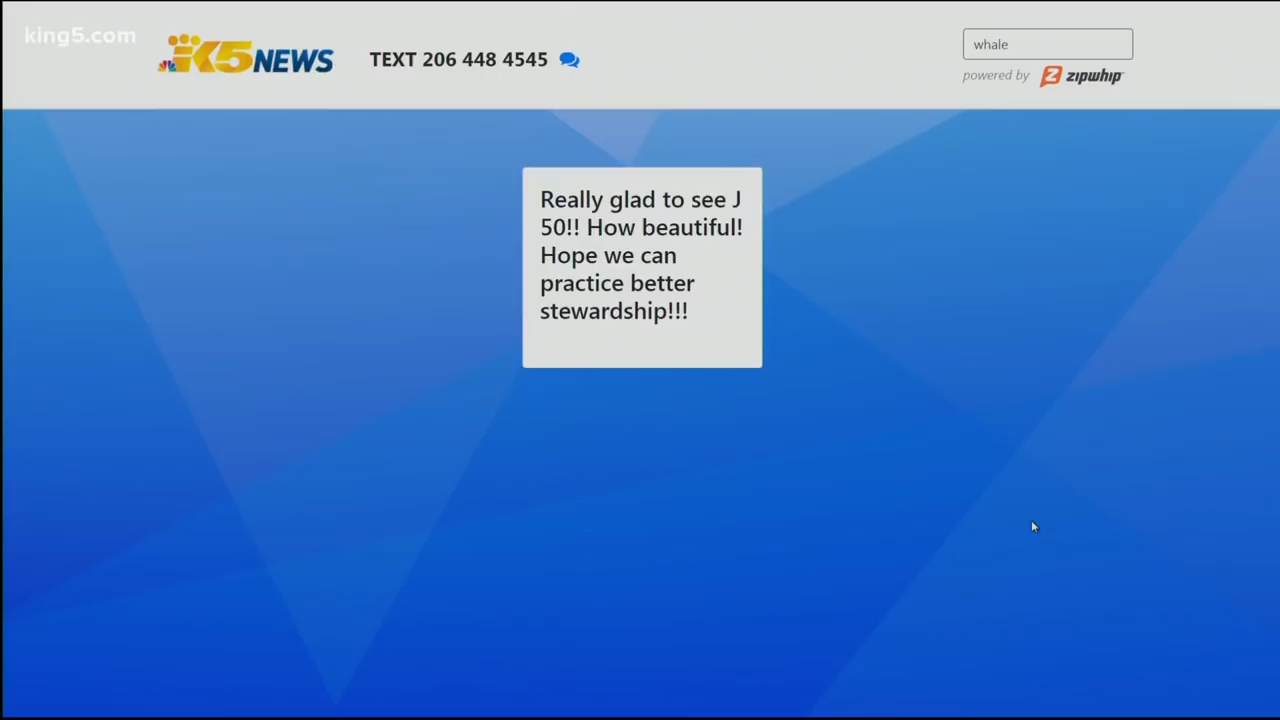 king5.com
K5 NEWS
TEXT 206 448 4545
whale
powered by zipwhip
Really glad to see J
50!! How beautiful!
Hope we can
practice better
stewardship!!!